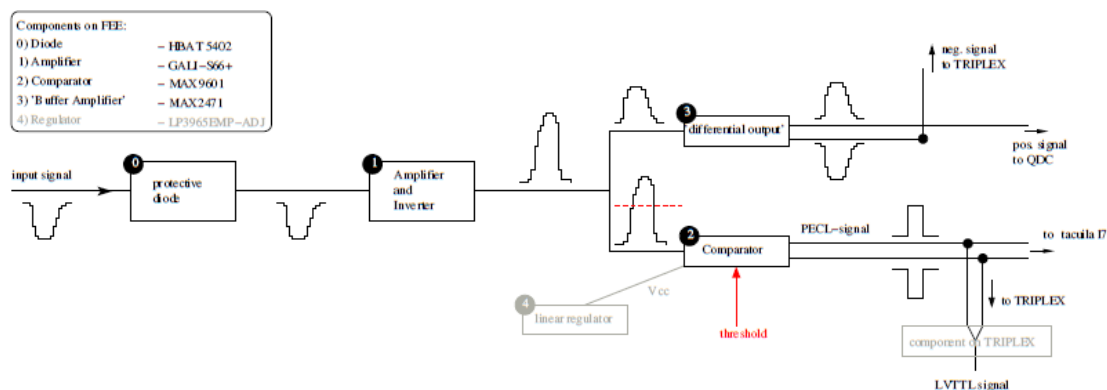 Components on FEE:
0) Diode – HBAT 5402
1) Amplifier – GALI–S66+
2) Comparator – MAX9601
3) 'Buffer Amplifier' – MAX2471
4) Regulator – LP3965EMP–ADJ
input signal
0
protective
diode
1
Amplifier
and
Inverter
3
'differential output'
neg. signal
to TRIPLEX
pos. signal
to QDC
2
Comparator
PECL–signal
to tacuila 17
4
linear regulator
Vcc
threshold
to TRIPLEX
component on TRIPLEX
LVTTL signal